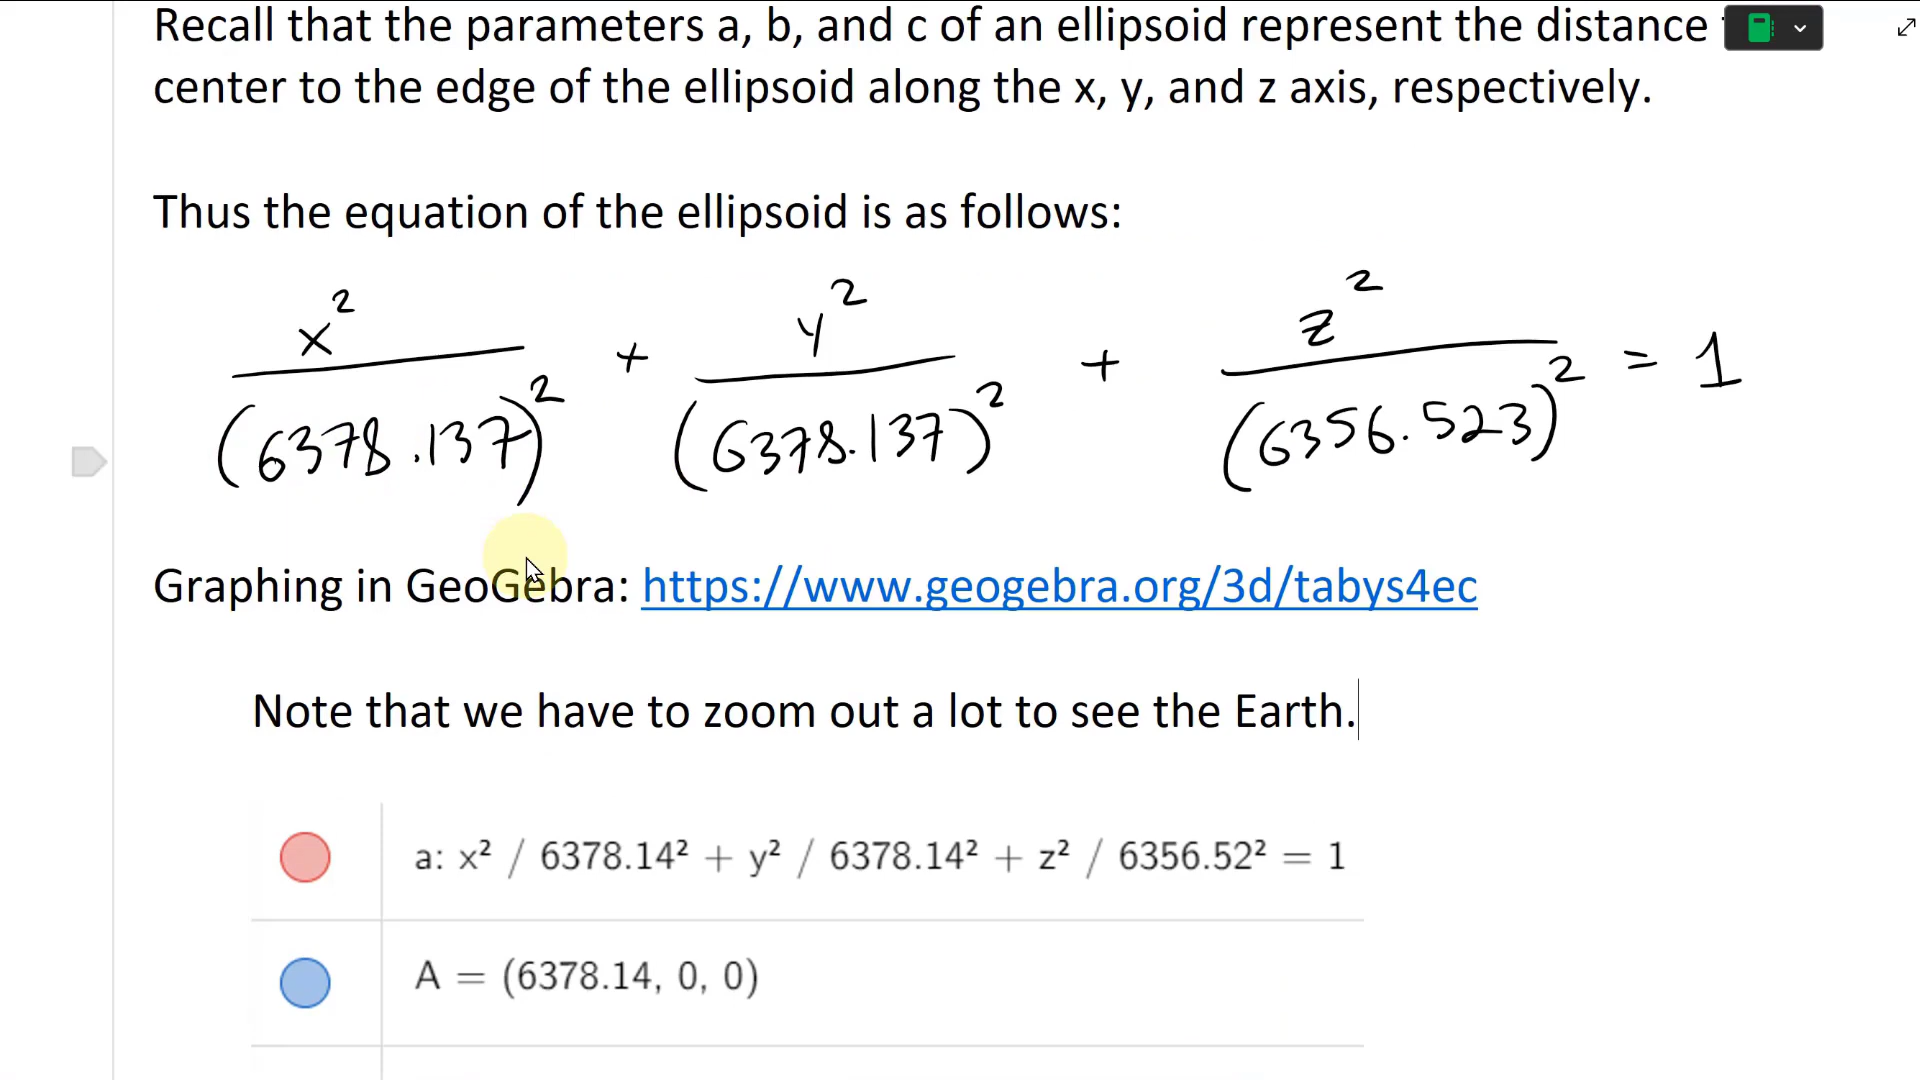 Recall that the parameters a, b, and c of an ellipsoid represent the distance
center to the edge of the ellipsoid along the x, y, and z axis, respectively.
Thus the equation of the ellipsoid is as follows:
x² / (6378.137)² + y² / (6378.137)² + z² / (6356.523)² = 1
Graphing in GeoGebra: https://www.geogebra.org/3d/tabys4ec
Note that we have to zoom out a lot to see the Earth.
a: x² / 6378.14² + y² / 6378.14² + z² / 6356.52² = 1
A = (6378.14, 0, 0)